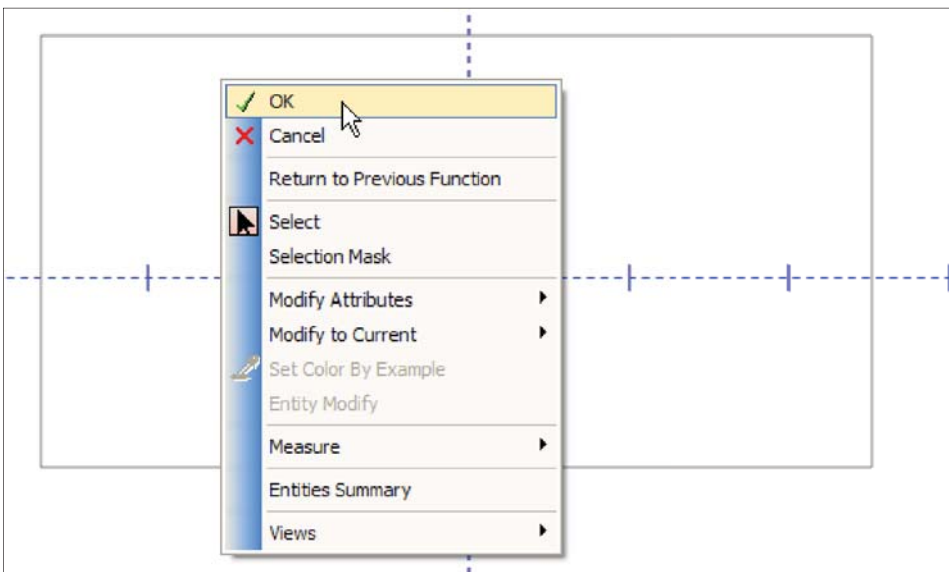 OK
Cancel
Return to Previous Function
Select
Selection Mask
Modify Attributes
Modify to Current
Set Color By Example
Entity Modify
Measure
Entities Summary
Views